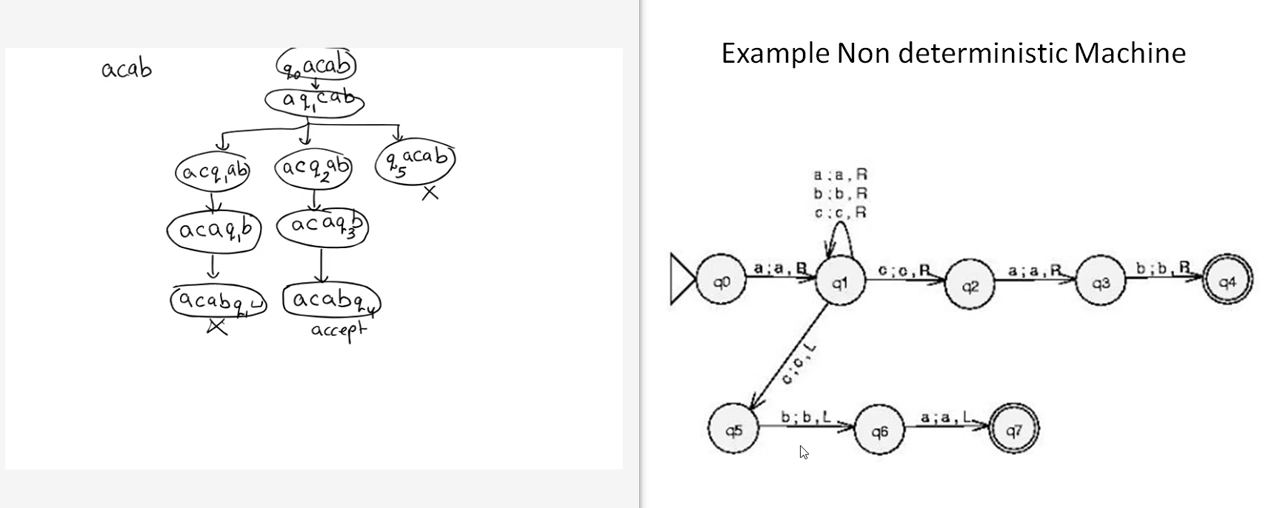 acab
q₀acab
aq₁cab
acq₁ab
acq₂ab
q₅acab
X
acaq₁b
acaq₃b
acabq₁⊔
acabq₄
X
accept
Example Non deterministic Machine
a;a,R
b;b,R
c;c,R
q0
a;a,R
q1
c;c,R
q2
a;a,R
q3
b;b,R
q4
c;c,L
q5
b;b,L
q6
a;a,L
q7